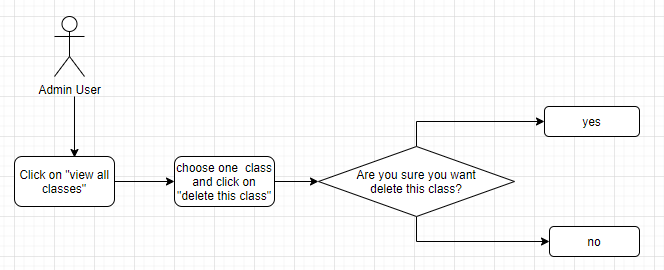 Admin User
Click on "view all
classes"
choose one class
and click on
"delete this class"
Are you sure you want
delete this class?
yes
no